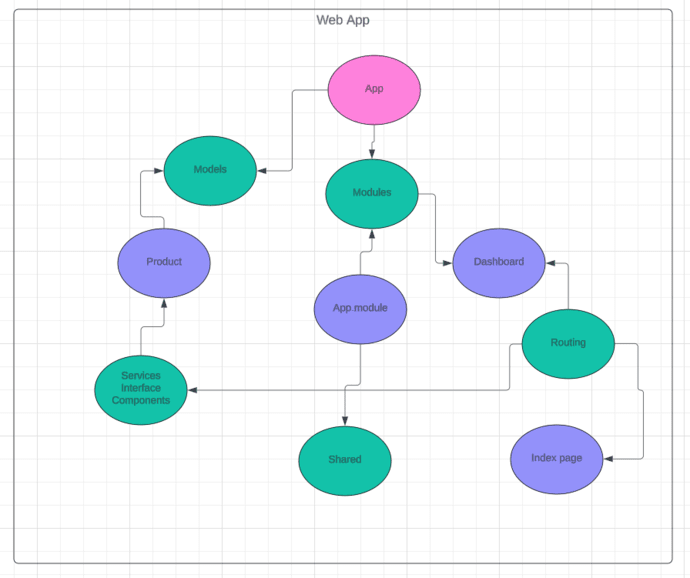 Web App
App
Models
Modules
Product
Dashboard
App.module
Routing
Services
Interface
Components
Shared
Index page